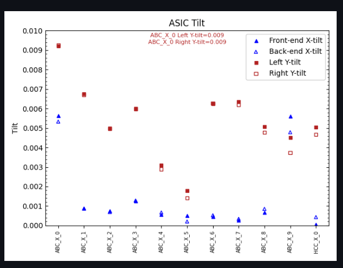 ASIC Tilt
ABC_X_0 Left Y-tilt=0.009
ABC_X_0 Right Y-tilt=0.009
Front-end X-tilt
Back-end X-tilt
Left Y-tilt
Right Y-tilt
Tilt
0.010
0.009
0.008
0.007
0.006
0.005
0.004
0.003
0.002
0.001
0.000
ABC_X_0
ABC_X_1
ABC_X_2
ABC_X_3
ABC_X_4
ABC_X_5
ABC_X_6
ABC_X_7
ABC_X_8
ABC_X_9
HCC_X_0